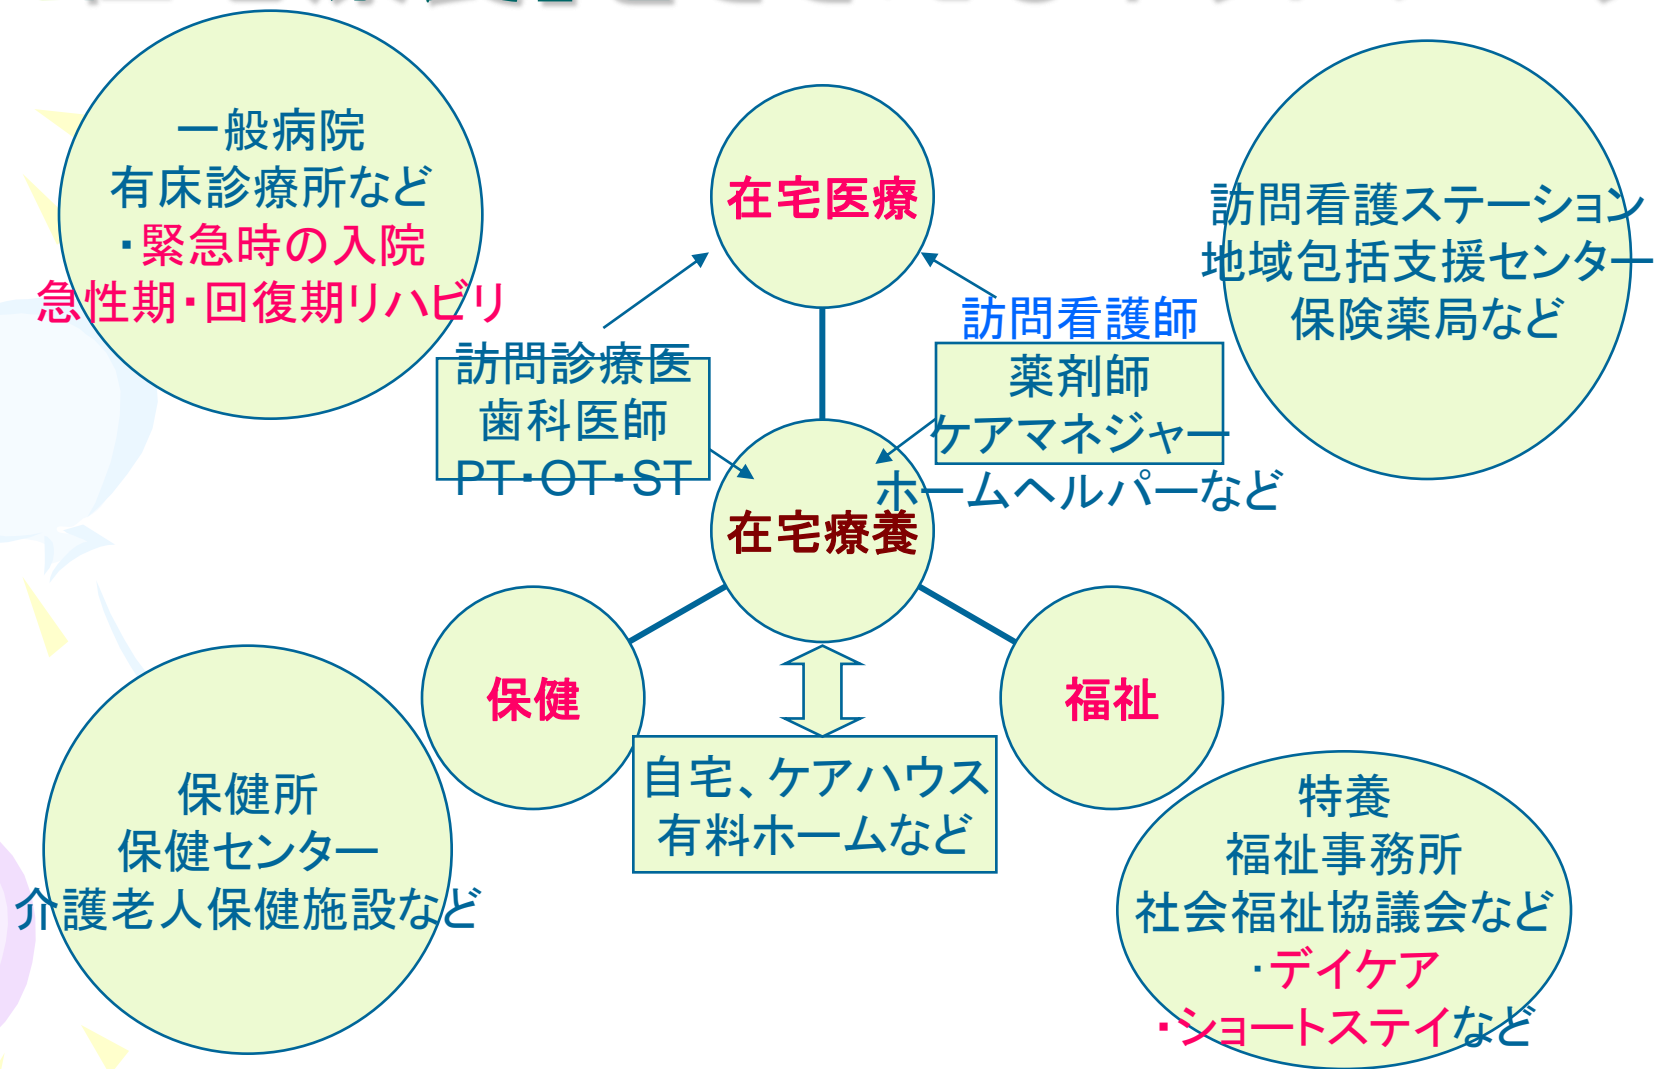 一般病院
有床診療所など
・緊急時の入院
急性期・回復期リハビリ
在宅医療
訪問看護ステーション
地域包括支援センター
保険薬局など
訪問診療医
歯科医師
PT・OT・ST
訪問看護師
薬剤師
ケアマネジャー
ホームヘルパーなど
在宅療養
保健
福祉
自宅、ケアハウス
有料ホームなど
保健所
保健センター
介護老人保健施設など
特養
福祉事務所
社会福祉協議会など
・デイケア
・ショートステイなど